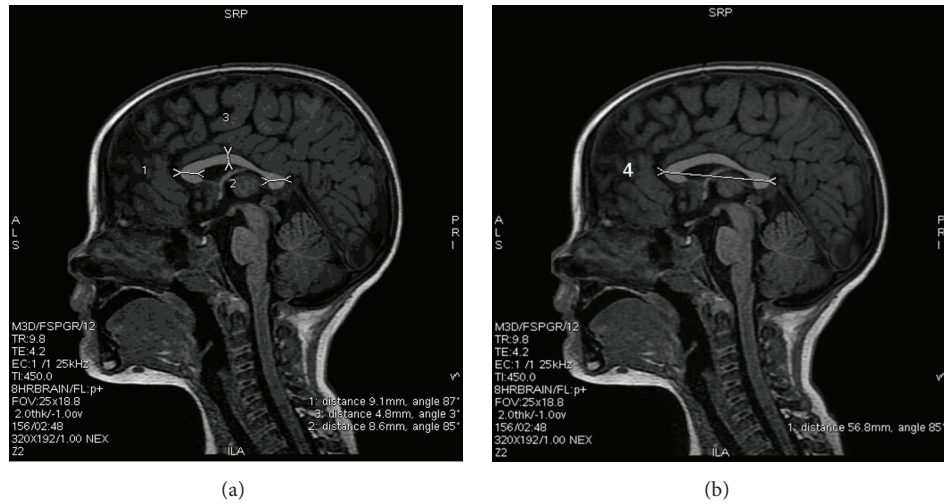 SRP
3
1
2
A
L
S
P
R
I
M3D/FSPGR/12
TR:9.8
TE:4.2
EC:1 /1 25kHz
TI:450.0
8HRBRAIN/FL:p+
FOV:25x18.8
2.0thk/-1.0ov
156/02:48
320X192/1.00 NEX
Z2
1: distance 9.1mm, angle 87°
3: distance 4.8mm, angle 3°
2: distance 8.6mm, angle 85°
ILA
(a)
SRP
4
A
L
S
P
R
I
M3D/FSPGR/12
TR:9.8
TE:4.2
EC:1 /1 25kHz
TI:450.0
8HRBRAIN/FL:p+
FOV:25x18.8
2.0thk/-1.0ov
156/02:48
320X192/1.00 NEX
Z2
1: distance 56.8mm, angle 85°
ILA
(b)